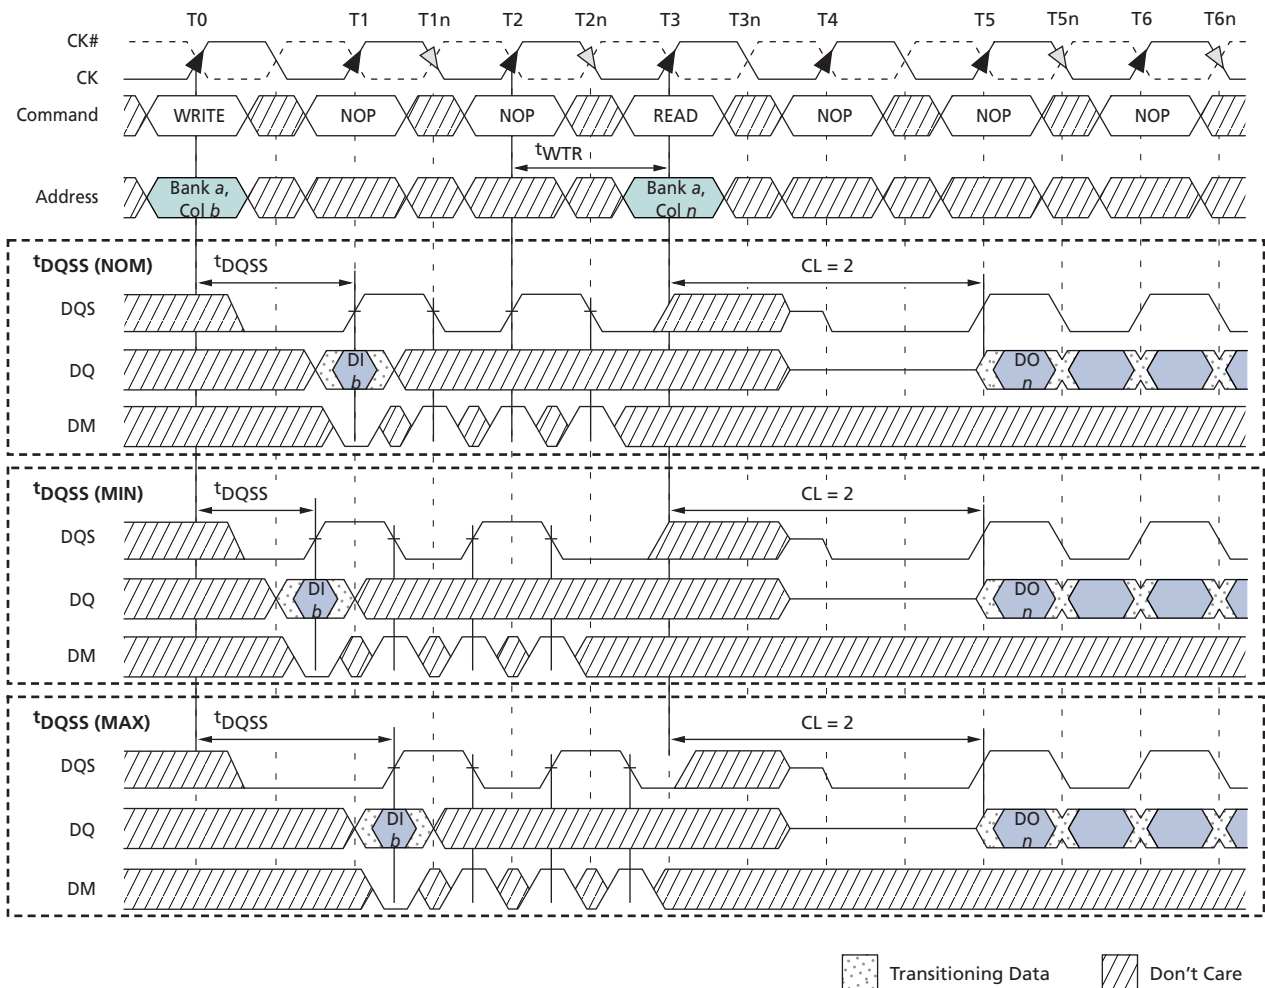 T0 T1 T1n T2 T2n T3 T3n T4 T5 T5n T6 T6n
CK#
CK
Command WRITE NOP NOP READ NOP NOP NOP
tWTR
Address Bank a, Col b Bank a, Col n
tDQSS (NOM) tDQSS CL = 2
DQS
DQ DI b DO n
DM
tDQSS (MIN) tDQSS CL = 2
DQS
DQ DI b DO n
DM
tDQSS (MAX) tDQSS CL = 2
DQS
DQ DI b DO n
DM
Transitioning Data Don't Care